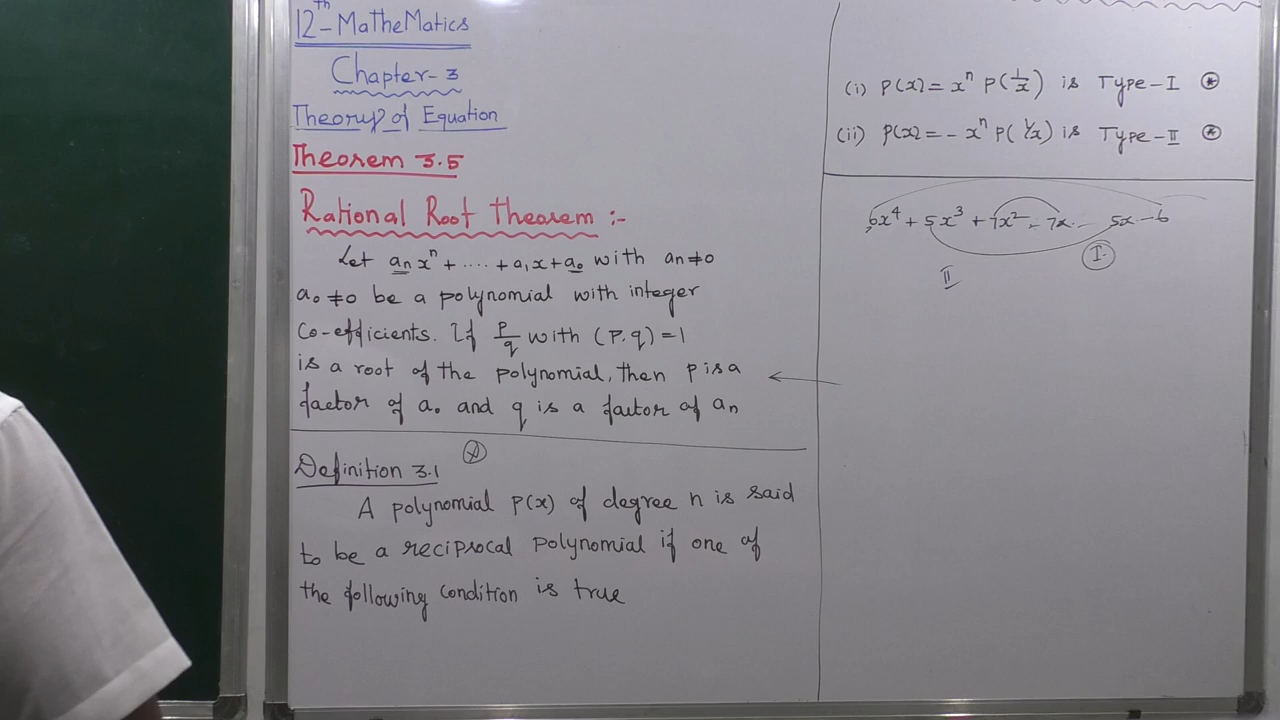 12th - MatheMatics
Chapter - 3
Theory of Equation
Theorem 3.5
Rational Root Theorem :-
Let aₙxⁿ + .... + a₁x + a₀ with an ≠ 0
a₀ ≠ 0 be a polynomial with integer
Co-efficients. If p/q with (P.q) = 1
is a root of the polynomial, then p is a
factor of a₀ and q is a factor of aₙ
Definition 3.1
A polynomial P(x) of degree n is said
to be a reciprocal polynomial if one of
the following condition is true
(i) P(x) = xⁿ P(1/x) is Type - I
(ii) P(x) = - xⁿ P(1/x) is Type - II
6x⁴ + 5x³ + 7x² - 7x - 5x - 6
I
II